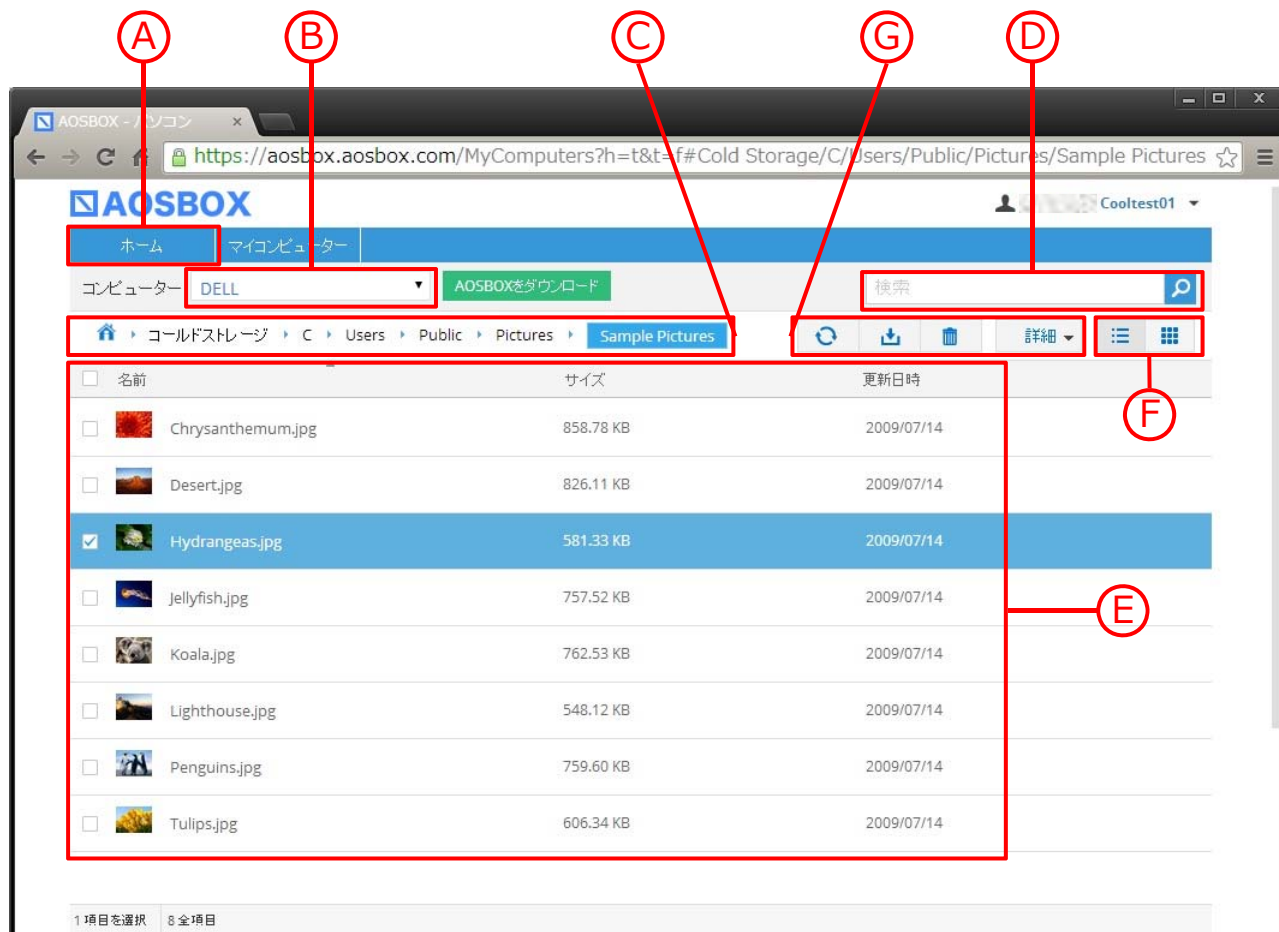 A B C G D
AOSBOX - パソコン ×
https://aosbox.aosbox.com/MyComputers?h=t&t=f#Cold Storage/C/Users/Public/Pictures/Sample Pictures
AOSBOX Cooltest01
ホーム マイコンピューター
コンピューター DELL AOSBOXをダウンロード 検索
コールドストレージ C Users Public Pictures Sample Pictures 詳細
名前 サイズ 更新日時
F
Chrysanthemum.jpg 858.78 KB 2009/07/14
Desert.jpg 826.11 KB 2009/07/14
Hydrangeas.jpg 581.33 KB 2009/07/14
Jellyfish.jpg 757.52 KB 2009/07/14
E
Koala.jpg 762.53 KB 2009/07/14
Lighthouse.jpg 548.12 KB 2009/07/14
Penguins.jpg 759.60 KB 2009/07/14
Tulips.jpg 606.34 KB 2009/07/14
1 項目を選択 8 全項目